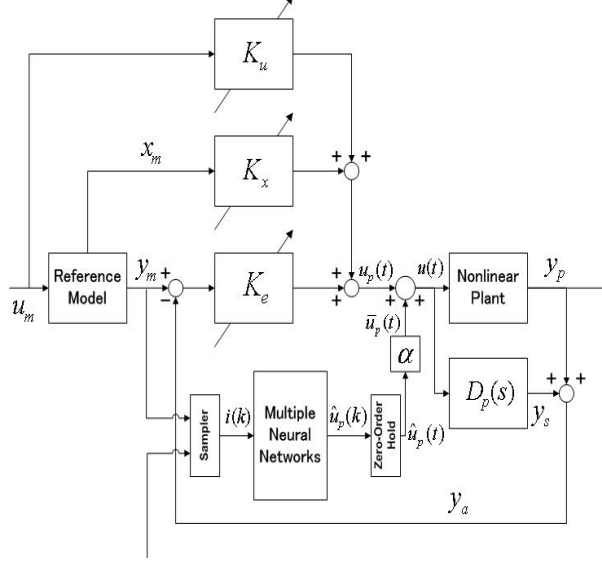 K_u
x_m
K_x
+ +
+
u_m
Reference
Model
y_m
+
−
K_e
+
+
u_p(t)
+ +
u(t)
Nonlinear
Plant
y_p
ū_p(t)
α
D_p(s)
y_s
+ +
Sampler
i(k)
Multiple
Neural
Networks
û_p(k)
Zero-Order
Hold
û_p(t)
y_a